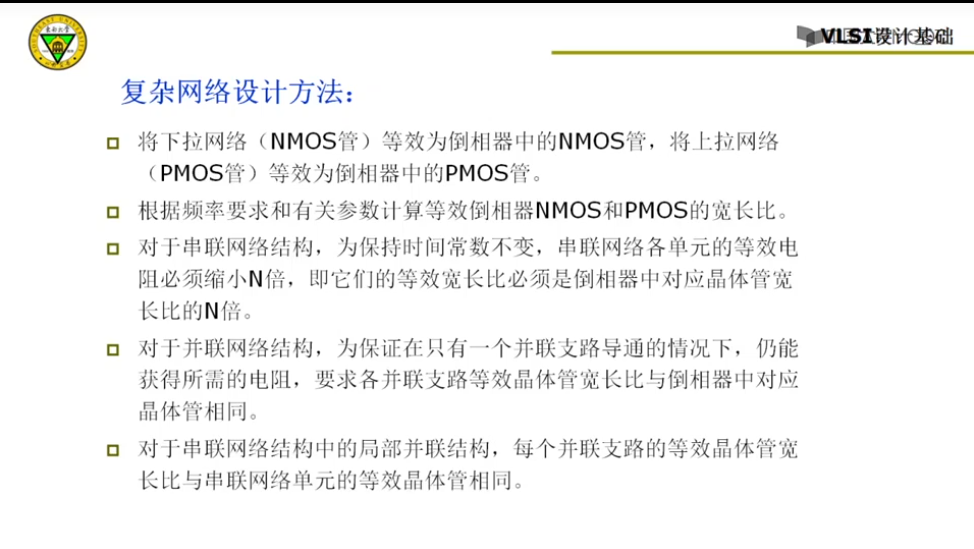 VLSI设计基础
复杂网络设计方法：
将下拉网络（NMOS管）等效为倒相器中的NMOS管，将上拉网络
（PMOS管）等效为倒相器中的PMOS管。
根据频率要求和有关参数计算等效倒相器NMOS和PMOS的宽长比。
对于串联网络结构，为保持时间常数不变，串联网络各单元的等效电
阻必须缩小N倍，即它们的等效宽长比必须是倒相器中对应晶体管宽
长比的N倍。
对于并联网络结构，为保证在只有一个并联支路导通的情况下，仍能
获得所需的电阻，要求各并联支路等效晶体管宽长比与倒相器中对应
晶体管相同。
对于串联网络结构中的局部并联结构，每个并联支路的等效晶体管宽
长比与串联网络单元的等效晶体管相同。